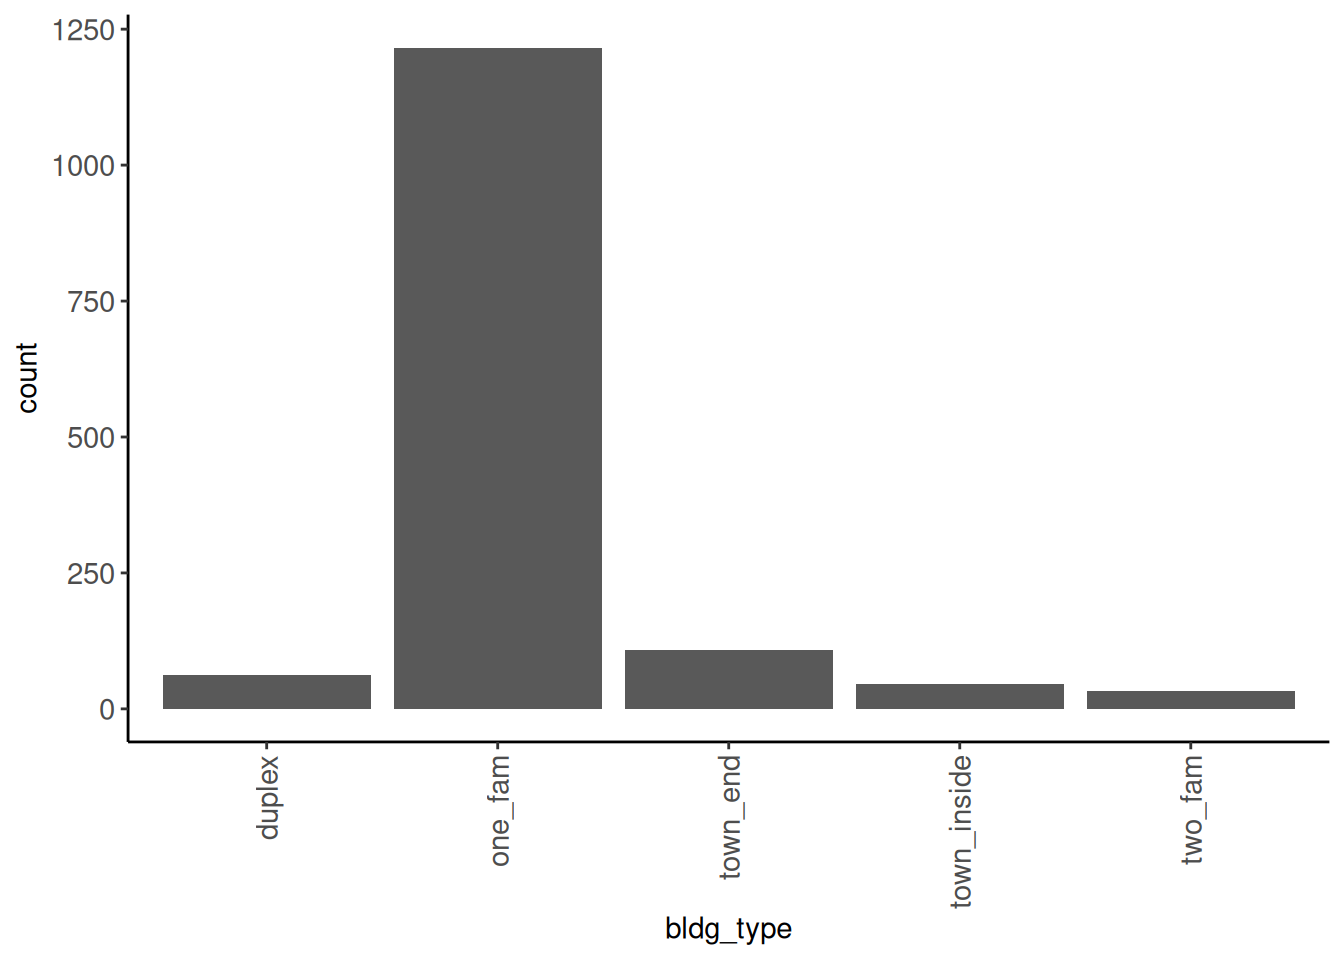 1250
1000
750
500
250
0
count
duplex
one_fam
town_end
town_inside
two_fam
bldg_type